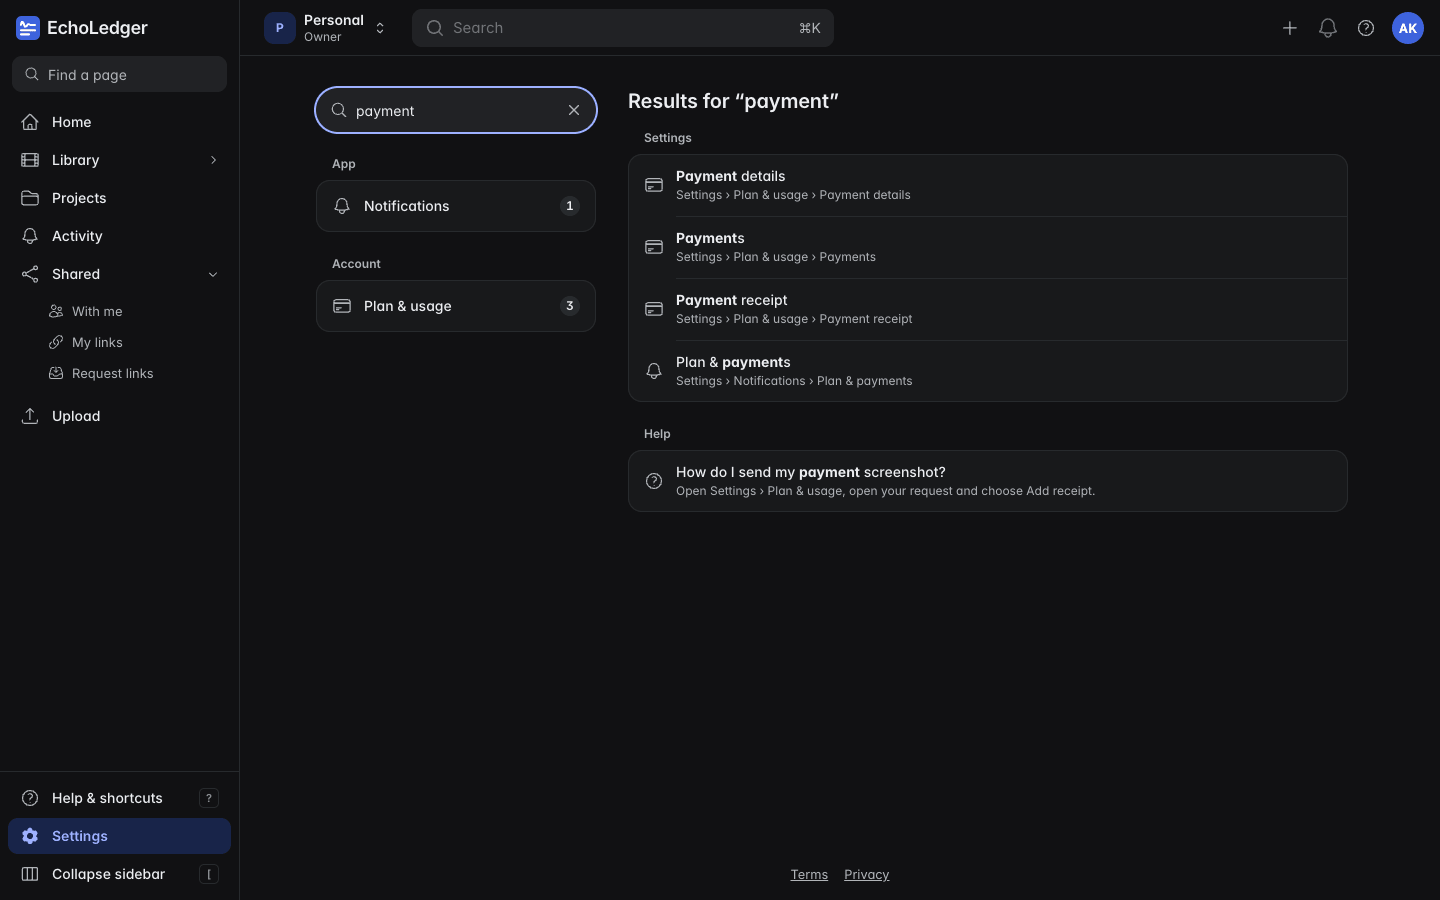 EchoLedger
Find a page
Home
Library
Projects
Activity
Shared
With me
My links
Request links
Upload
Help & shortcuts ?
Settings
Collapse sidebar [
P
Personal
Owner
Search ⌘K
AK
payment
App
Notifications 1
Account
Plan & usage 3
Results for “payment”
Settings
Payment details
Settings › Plan & usage › Payment details
Payments
Settings › Plan & usage › Payments
Payment receipt
Settings › Plan & usage › Payment receipt
Plan & payments
Settings › Notifications › Plan & payments
Help
How do I send my payment screenshot?
Open Settings › Plan & usage, open your request and choose Add receipt.
Terms Privacy